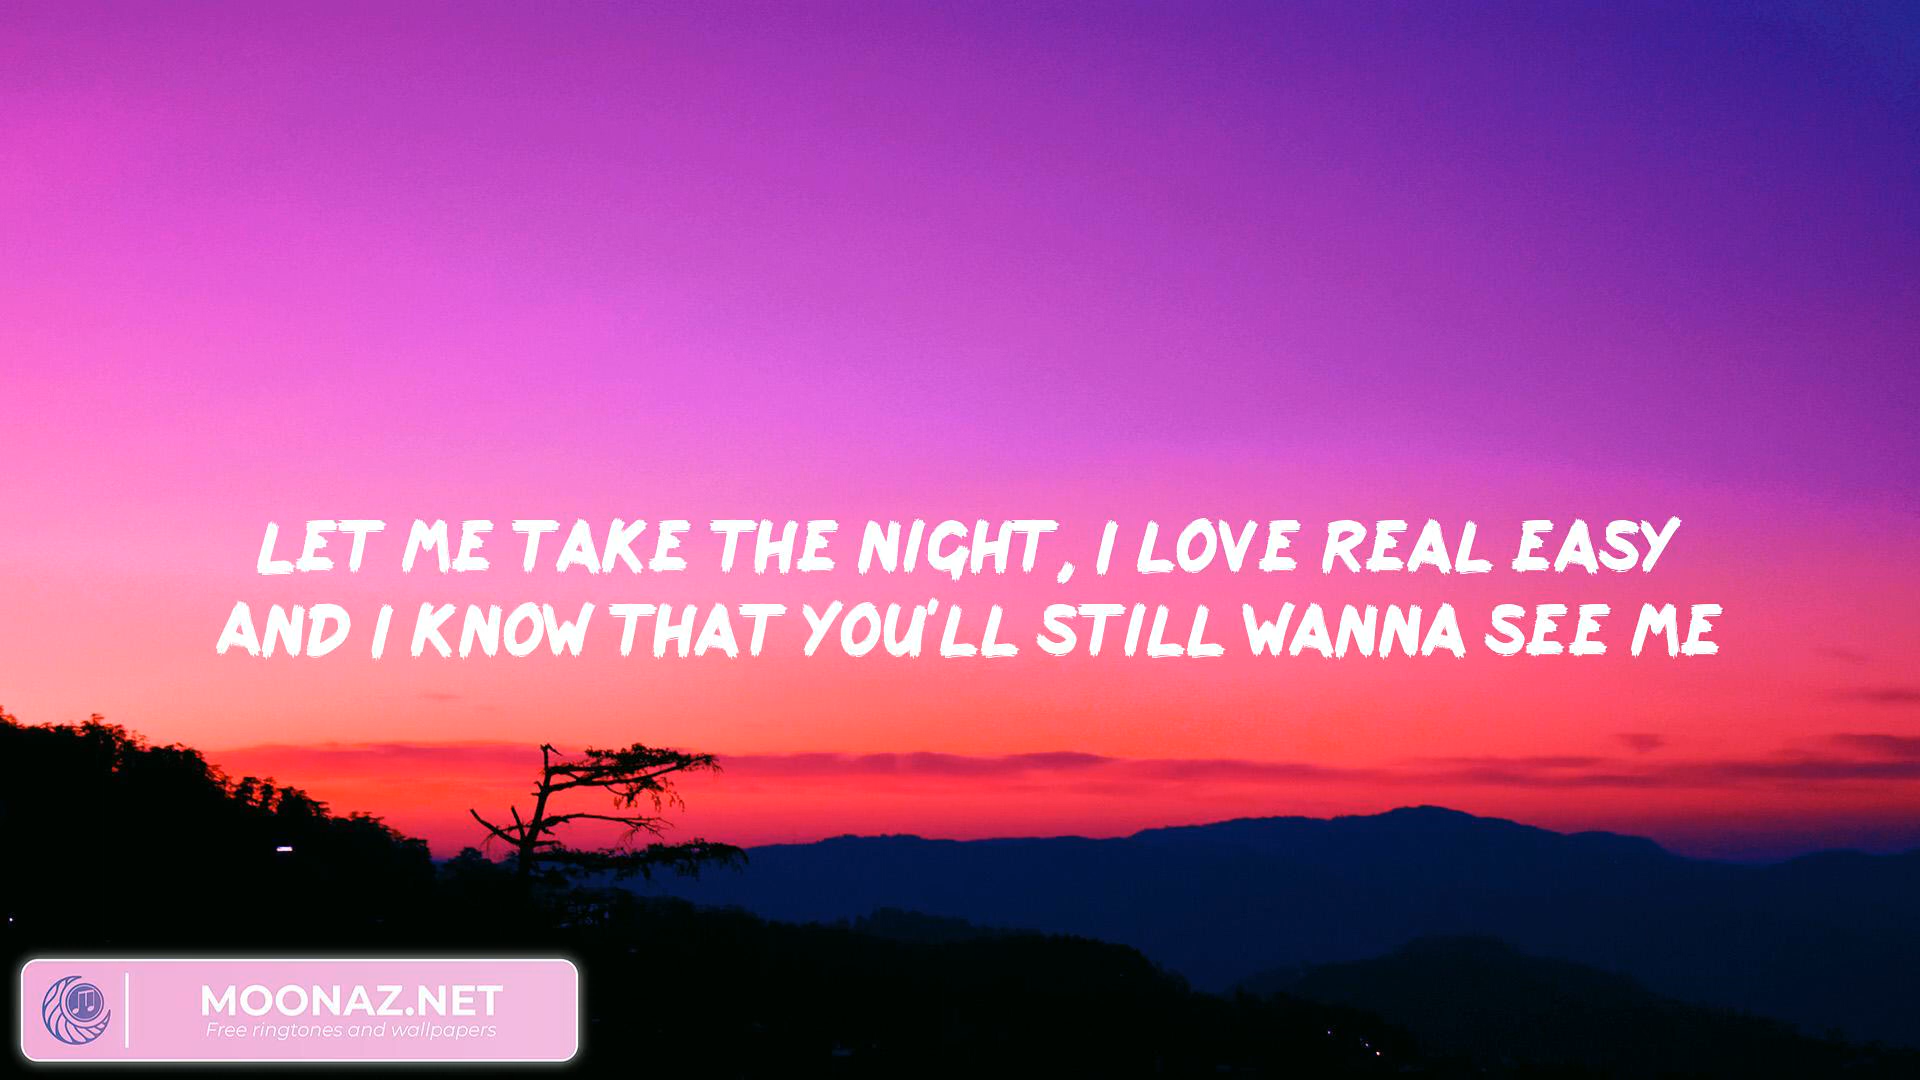 LET ME TAKE THE NIGHT, I LOVE REAL EASY
AND I KNOW THAT YOU'LL STILL WANNA SEE ME
MOONAZ.NET
Free ringtones and wallpapers